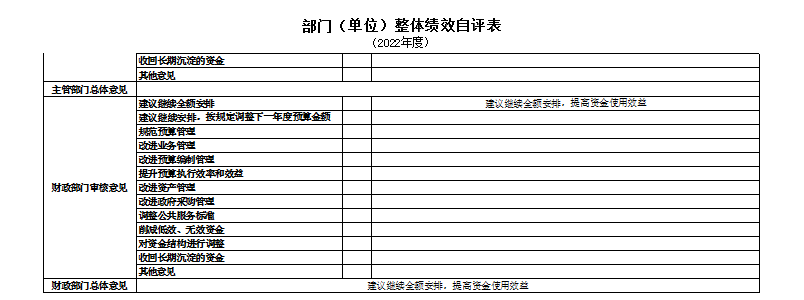 部门（单位）整体绩效自评表
（2022年度）
收回长期沉淀的资金
其他意见
主管部门总体意见
建议继续全额安排 建议继续全额安排，提高资金使用效益
建议继续安排，按规定调整下一年度预算金额
规范预算管理
改进业务管理
改进预算编制管理
提升预算执行效率和效益
财政部门审核意见 改进资产管理
改进政府采购管理
调整公共服务标准
削减低效、无效资金
对资金结构进行调整
收回长期沉淀的资金
其他意见
财政部门总体意见 建议继续全额安排，提高资金使用效益